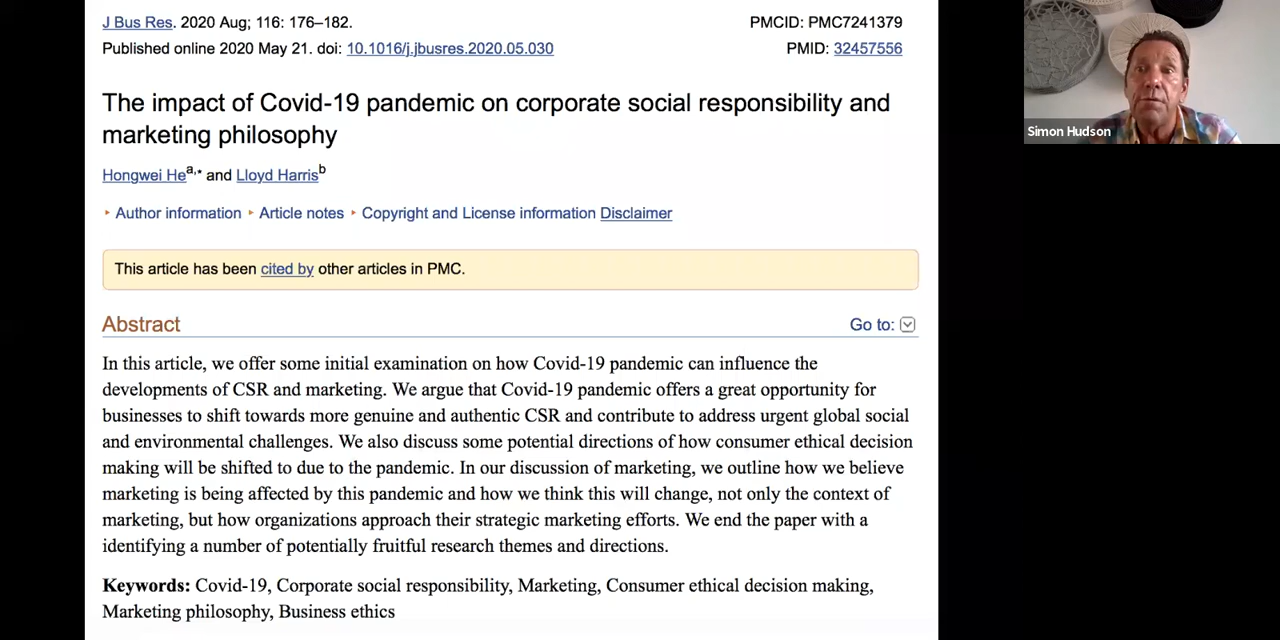 J Bus Res. 2020 Aug; 116: 176–182.
PMCID: PMC7241379
Published online 2020 May 21. doi: 10.1016/j.jbusres.2020.05.030
PMID: 32457556
The impact of Covid-19 pandemic on corporate social responsibility and
marketing philosophy
Hongwei He a,* and Lloyd Harris b
▸ Author information ▸ Article notes ▸ Copyright and License information Disclaimer
This article has been cited by other articles in PMC.
Abstract
Go to:
In this article, we offer some initial examination on how Covid-19 pandemic can influence the
developments of CSR and marketing. We argue that Covid-19 pandemic offers a great opportunity for
businesses to shift towards more genuine and authentic CSR and contribute to address urgent global social
and environmental challenges. We also discuss some potential directions of how consumer ethical decision
making will be shifted to due to the pandemic. In our discussion of marketing, we outline how we believe
marketing is being affected by this pandemic and how we think this will change, not only the context of
marketing, but how organizations approach their strategic marketing efforts. We end the paper with a
identifying a number of potentially fruitful research themes and directions.
Keywords: Covid-19, Corporate social responsibility, Marketing, Consumer ethical decision making,
Marketing philosophy, Business ethics
Simon Hudson